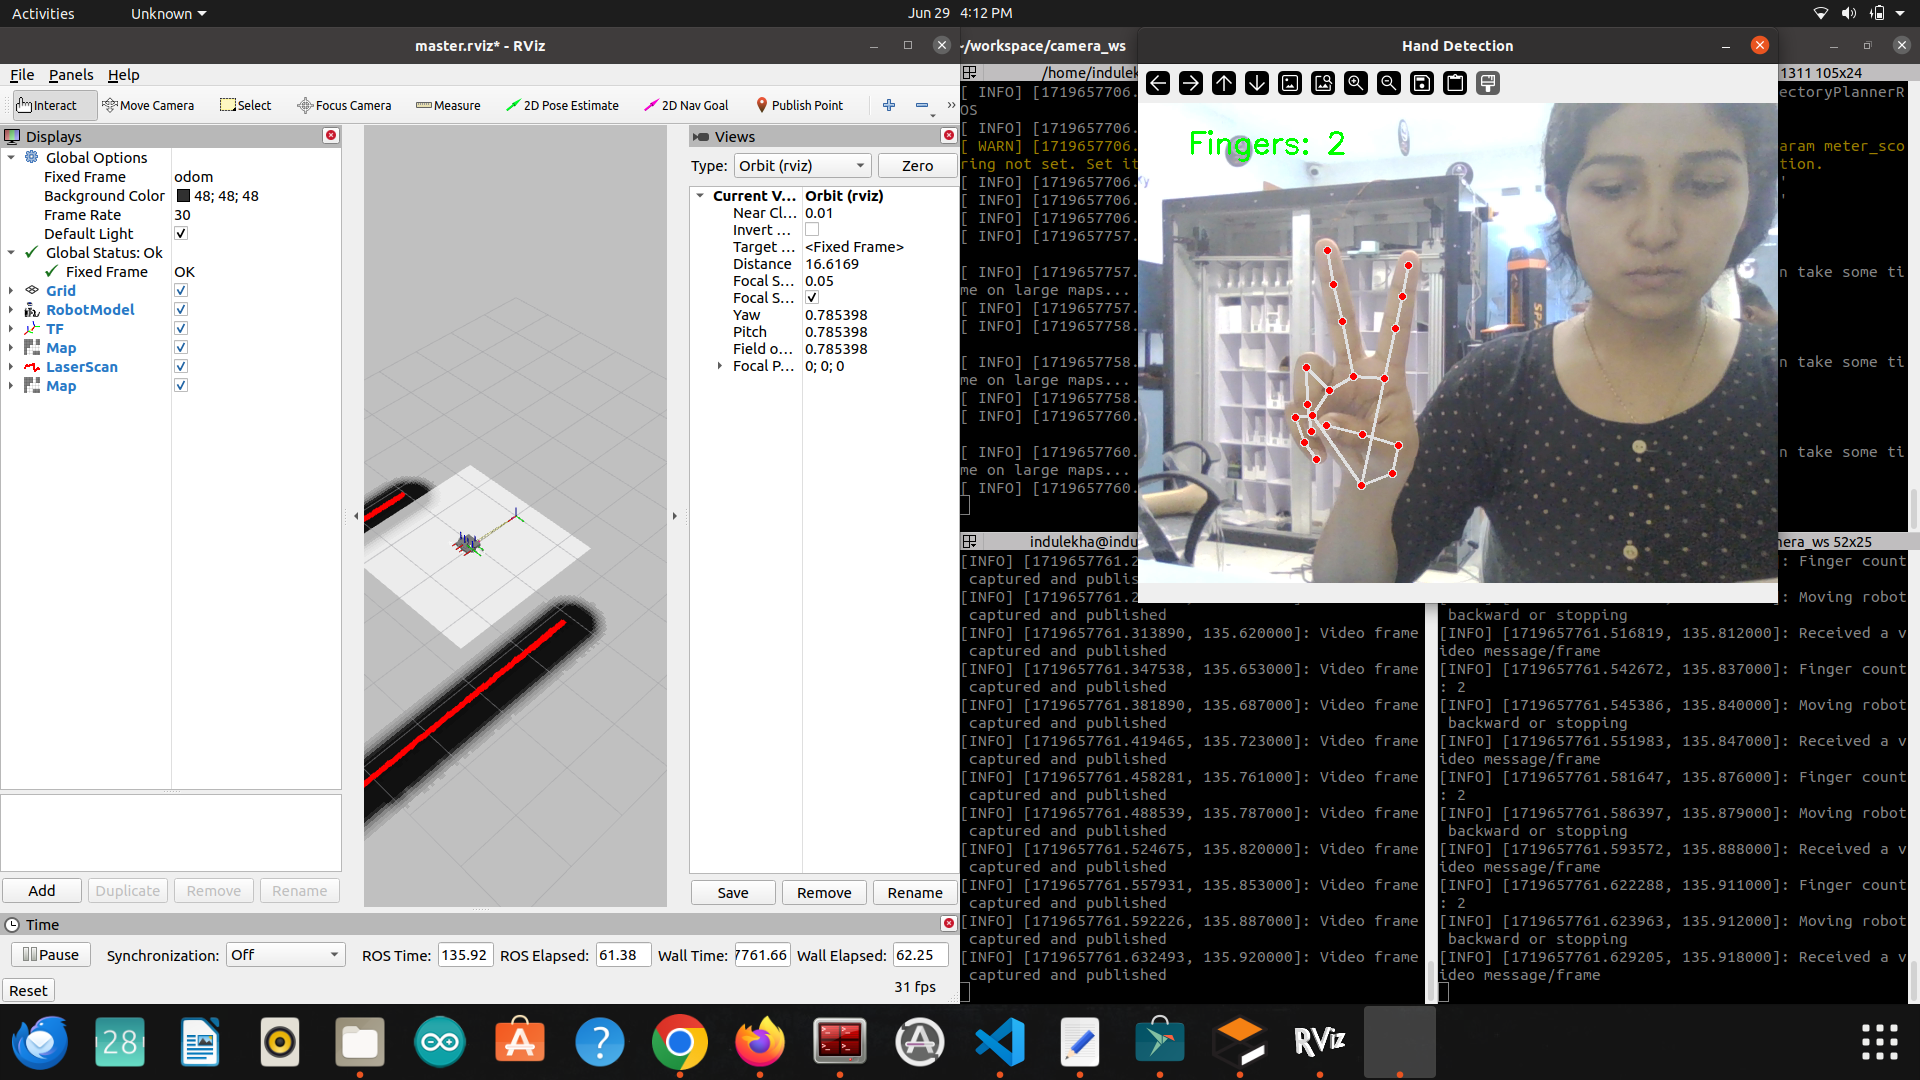 Activities
Unknown
Jun 29 4:12 PM
master.rviz* - RViz
File Panels Help
Interact
Move Camera
Select
Focus Camera
Measure
2D Pose Estimate
2D Nav Goal
Publish Point
Displays
Global Options
Fixed Frame odom
Background Color 48; 48; 48
Frame Rate 30
Default Light
Global Status: Ok
Fixed Frame OK
Grid
RobotModel
TF
Map
LaserScan
Map
Add Duplicate Remove Rename
Views
Type: Orbit (rviz) Zero
Current V... Orbit (rviz)
Near Cl... 0.01
Invert ...
Target ... <Fixed Frame>
Distance 16.6169
Focal S... 0.05
Focal S...
Yaw 0.785398
Pitch 0.785398
Field o... 0.785398
Focal P... 0; 0; 0
Save Remove Rename
Time
Pause Synchronization: Off ROS Time: 135.92 ROS Elapsed: 61.38 Wall Time: 7761.66 Wall Elapsed: 62.25
Reset
31 fps
~/workspace/camera_ws
/home/indulek
1311 105x24
[ INFO] [1719657706.
ectoryPlannerR
OS
[ INFO] [1719657706.
[ WARN] [1719657706.
aram meter_sco
ring not set. Set it
tion.
[ INFO] [1719657706.
[ INFO] [1719657706.
[ INFO] [1719657706.
[ INFO] [1719657757.
[ INFO] [1719657757.
n take some ti
me on large maps...
[ INFO] [1719657757.
[ INFO] [1719657758.
[ INFO] [1719657758.
n take some ti
me on large maps...
[ INFO] [1719657758.
[ INFO] [1719657760.
[ INFO] [1719657760.
n take some ti
me on large maps...
[ INFO] [1719657760.
Hand Detection
Fingers: 2
indulekha@indu
[INFO] [1719657761.2
captured and publis
[INFO] [1719657761.2
captured and published
[INFO] [1719657761.313890, 135.620000]: Video frame
captured and published
[INFO] [1719657761.347538, 135.653000]: Video frame
captured and published
[INFO] [1719657761.381890, 135.687000]: Video frame
captured and published
[INFO] [1719657761.419465, 135.723000]: Video frame
captured and published
[INFO] [1719657761.458281, 135.761000]: Video frame
captured and published
[INFO] [1719657761.488539, 135.787000]: Video frame
captured and published
[INFO] [1719657761.524675, 135.820000]: Video frame
captured and published
[INFO] [1719657761.557931, 135.853000]: Video frame
captured and published
[INFO] [1719657761.592226, 135.887000]: Video frame
captured and published
[INFO] [1719657761.632493, 135.920000]: Video frame
captured and published
mera_ws 52x25
: Finger count
: Moving robot
backward or stopping
[INFO] [1719657761.516819, 135.812000]: Received a v
ideo message/frame
[INFO] [1719657761.542672, 135.837000]: Finger count
: 2
[INFO] [1719657761.545386, 135.840000]: Moving robot
backward or stopping
[INFO] [1719657761.551983, 135.847000]: Received a v
ideo message/frame
[INFO] [1719657761.581647, 135.876000]: Finger count
: 2
[INFO] [1719657761.586397, 135.879000]: Moving robot
backward or stopping
[INFO] [1719657761.593572, 135.888000]: Received a v
ideo message/frame
[INFO] [1719657761.622288, 135.911000]: Finger count
: 2
[INFO] [1719657761.623963, 135.912000]: Moving robot
backward or stopping
[INFO] [1719657761.629205, 135.918000]: Received a v
ideo message/frame
28
RViz